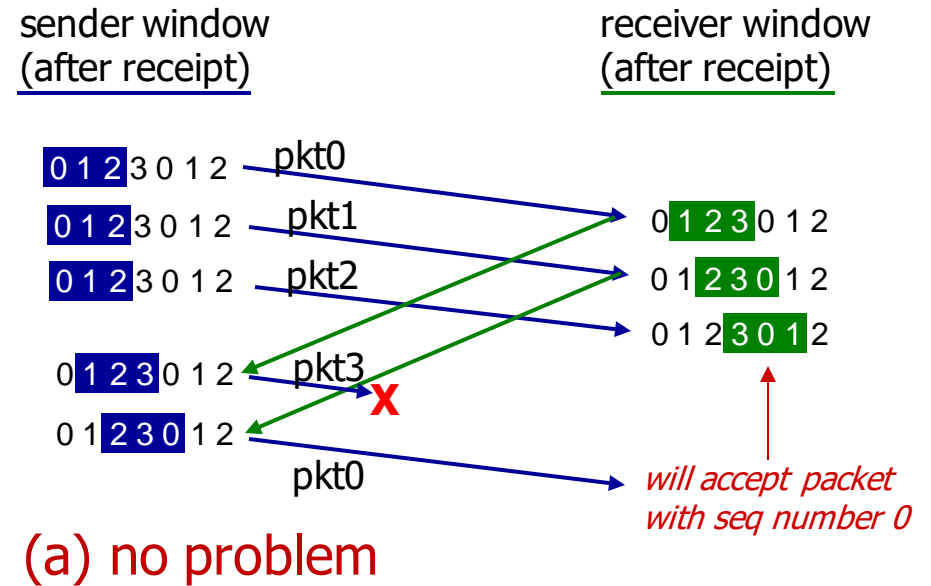 sender window
(after receipt)
receiver window
(after receipt)
0 1 2 3 0 1 2
pkt0
0 1 2 3 0 1 2
pkt1
0 1 2 3 0 1 2
0 1 2 3 0 1 2
pkt2
0 1 2 3 0 1 2
0 1 2 3 0 1 2
0 1 2 3 0 1 2
pkt3
X
0 1 2 3 0 1 2
pkt0
will accept packet
with seq number 0
(a) no problem